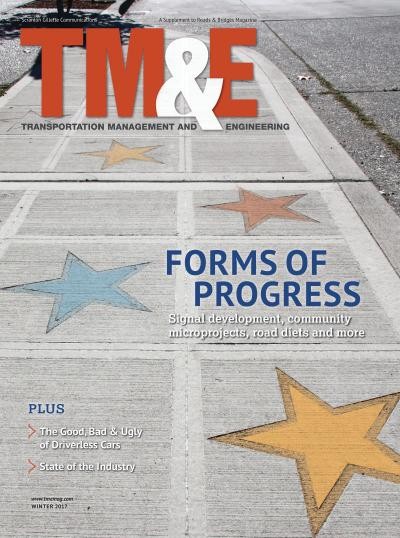 Scranton Gillette Communications
A Supplement to Roads & Bridges Magazine
TM&E
TRANSPORTATION MANAGEMENT AND ENGINEERING
FORMS OF
PROGRESS
Signal development, community
microprojects, road diets and more
PLUS
The Good, Bad & Ugly
of Driverless Cars
State of the Industry
www.tmemag.com
WINTER 2017